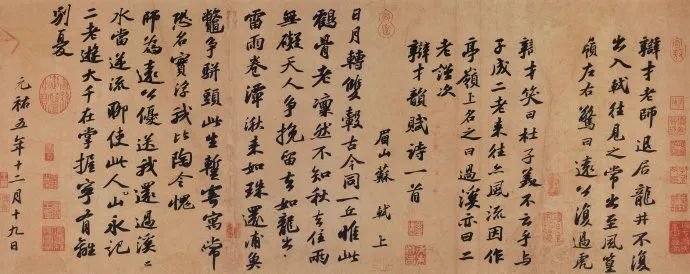 辯才老師退居龍井不復
出入軾往見之常出至風篁
嶺左右驚曰遠公復過虎
辯才笑曰杜子美不云乎與
子成二老來往亦風流因作
亭嶺上名之曰過溪亦曰二
老謹次
辯才韻賦詩一首
眉山蘇軾上
日月轉雙轂古今同一丘惟此
鶴骨老凜然不知秋去住兩
無礙天人爭挽留去如龍出山
雷雨卷潭湫來如珠還浦魚
鱉爭駢頭此生暫寄寓常
恐名實浮我比陶令愧
師為遠公優送我還過溪〻
水當逆流聊使此人山永記
二老遊大千在掌握寧有離
別憂
元祐五年十二月十九日